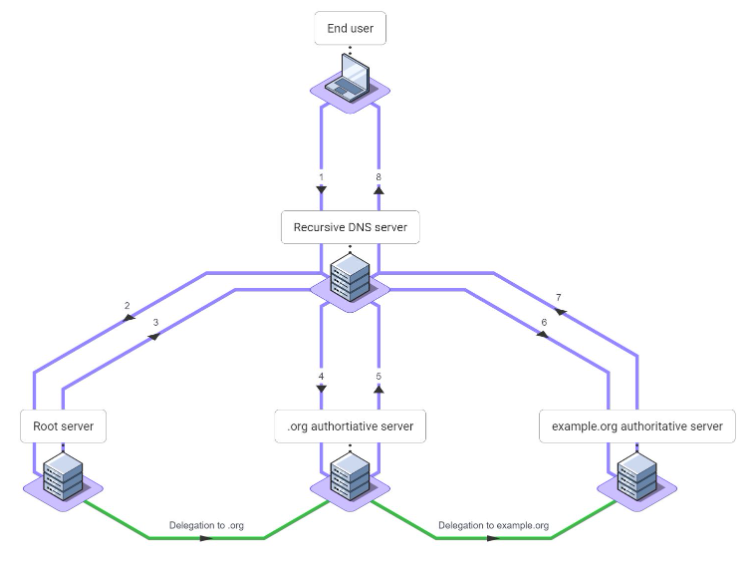 End user
1
8
Recursive DNS server
2
3
7
6
4
5
Root server
.org authortiative server
example.org authoritative server
Delegation to .org
Delegation to example.org